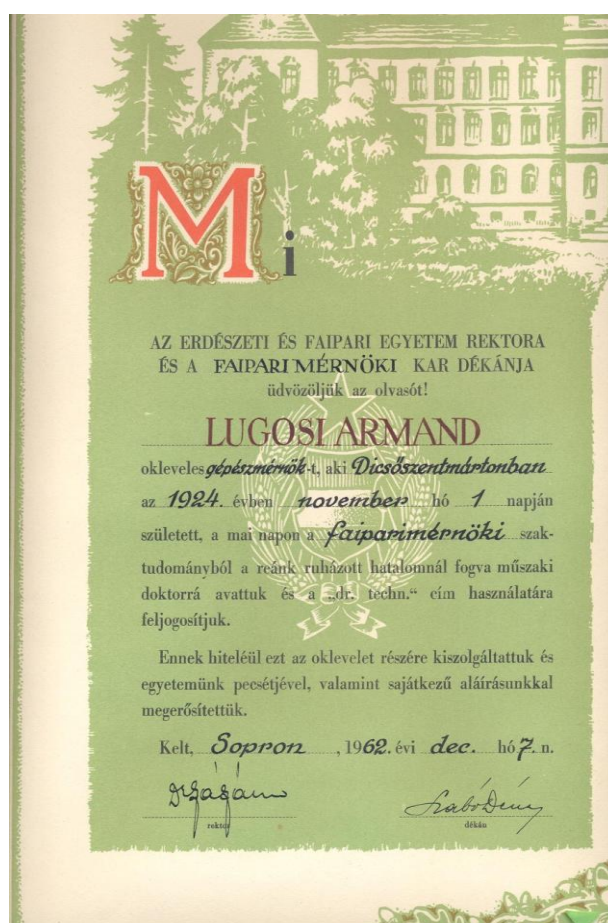 Mi
AZ ERDÉSZETI ÉS FAIPARI EGYETEM REKTORA
ÉS A FAIPARIMÉRNÖKI KAR DÉKÁNJA
üdvözöljük az olvasót!
LUGOSI ARMAND
okleveles gépészmérnök-t, aki Dicsőszentmártonban
az 1924. évben november hó 1 napján
született, a mai napon a faiparimérnöki szak-
tudományból a reánk ruházott hatalomnál fogva műszaki
doktorrá avattuk és a „dr. techn.“ cím használatára
feljogosítjuk.
Ennek hiteléül ezt az oklevelet részére kiszolgáltattuk és
egyetemünk pecsétjével, valamint sajátkezű aláírásunkkal
megerősítettük.
Kelt, Sopron, 1962. évi dec. hó 7. n.
Szabó Dénes
rektor dékán